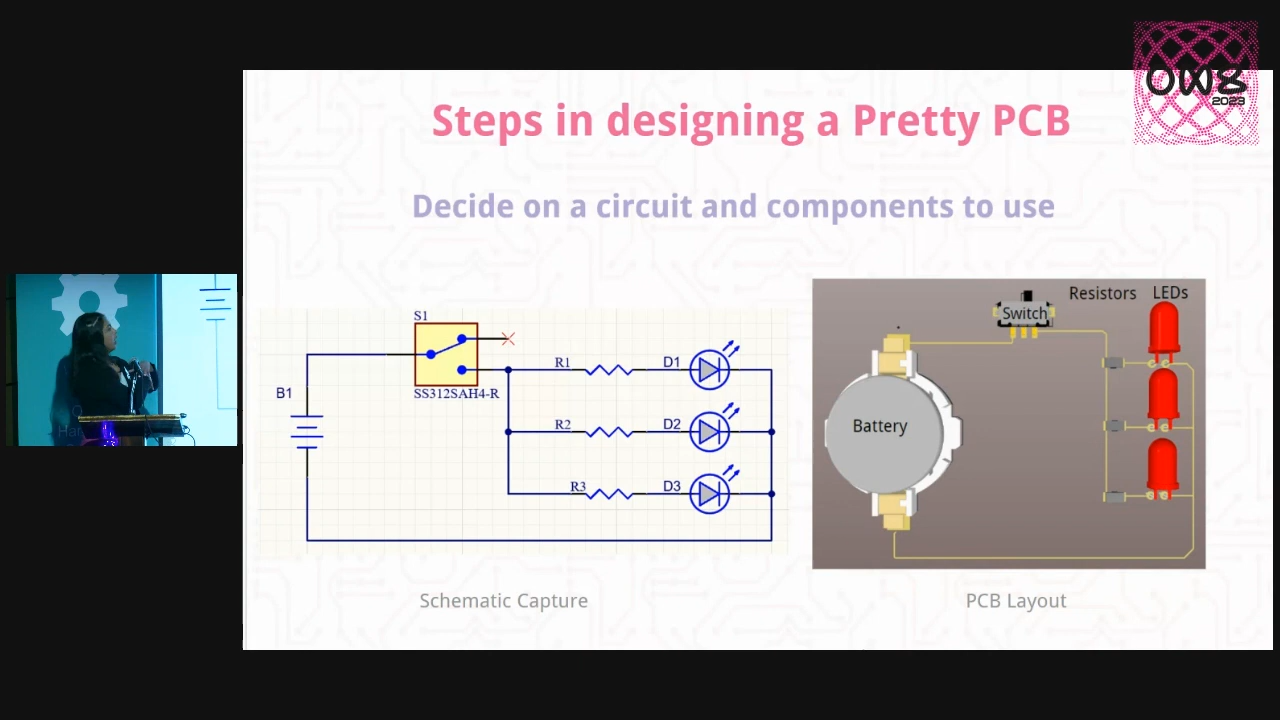 OWS
2023
Steps in designing a Pretty PCB
Decide on a circuit and components to use
S1
SS312SAH4-R
B1
R1
D1
R2
D2
R3
D3
Resistors
LEDs
Switch
Battery
Schematic Capture
PCB Layout